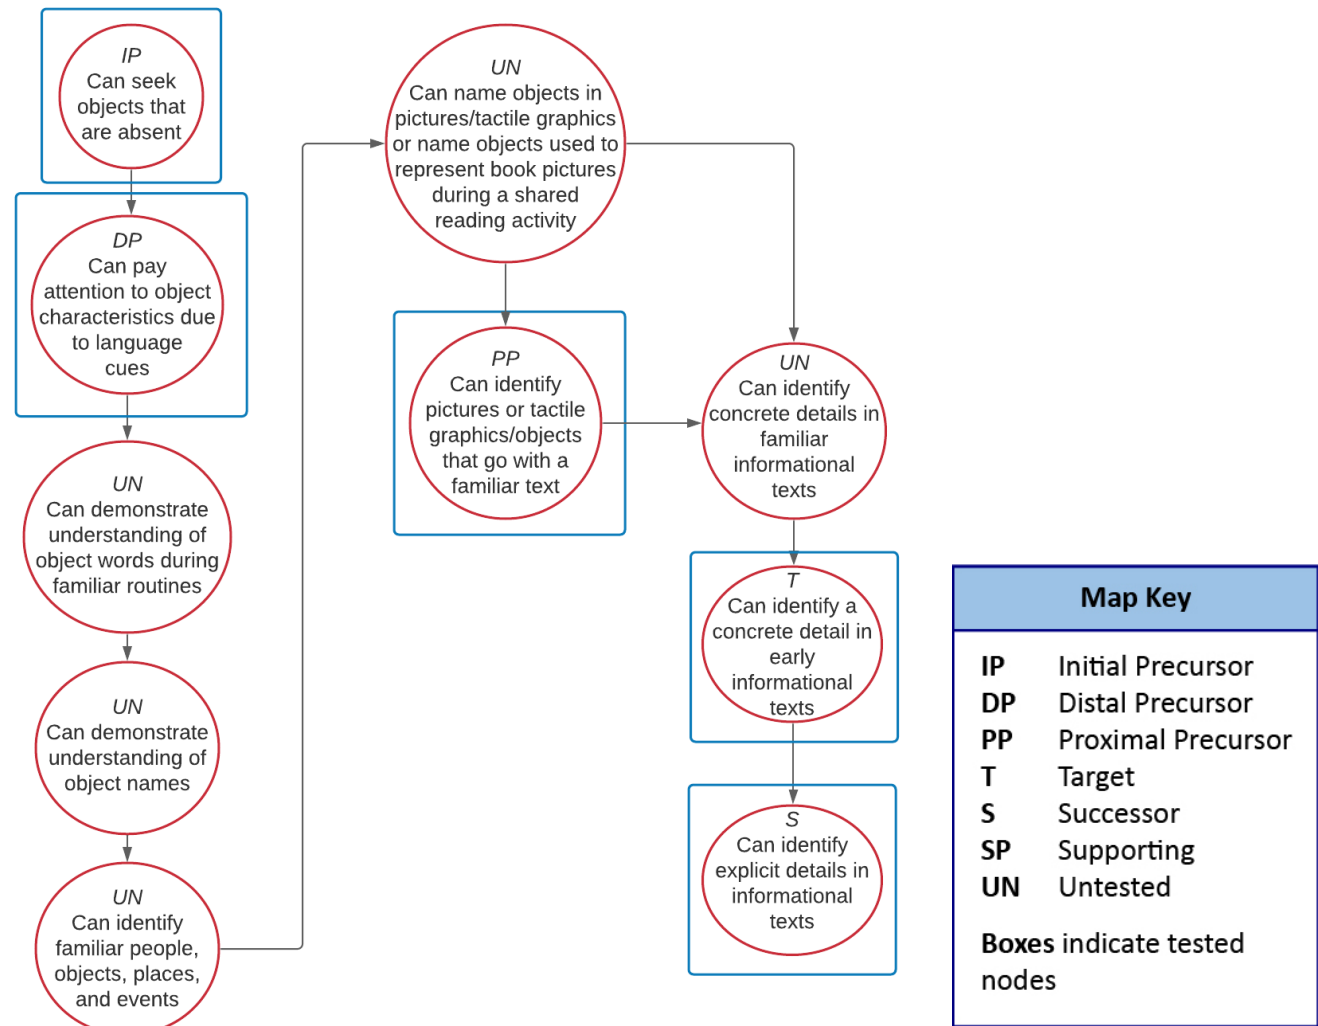 IP
Can seek
objects that
are absent
DP
Can pay
attention to object
characteristics due
to language
cues
UN
Can demonstrate
understanding of
object words during
familiar routines
UN
Can demonstrate
understanding of
object names
UN
Can identify
familiar people,
objects, places,
and events
UN
Can name objects in
pictures/tactile graphics
or name objects used to
represent book pictures
during a shared
reading activity
PP
Can identify
pictures or tactile
graphics/objects
that go with a
familiar text
UN
Can identify
concrete details in
familiar
informational
texts
T
Can identify a
concrete detail in
early
informational
texts
S
Can identify
explicit details in
informational
texts
Map Key
IP Initial Precursor
DP Distal Precursor
PP Proximal Precursor
T Target
S Successor
SP Supporting
UN Untested
Boxes indicate tested
nodes